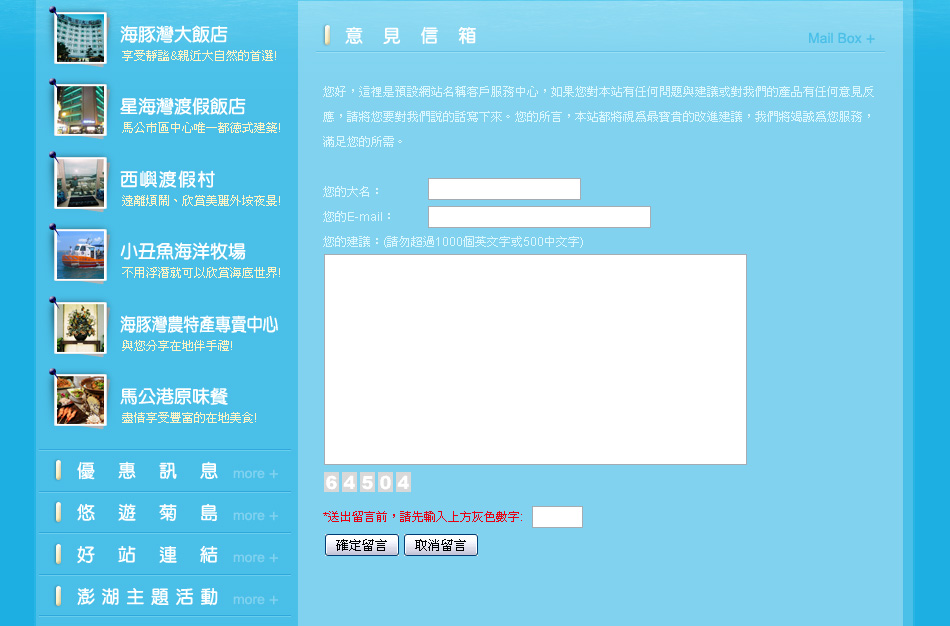 海豚灣大飯店
享受靜謐&親近大自然的首選!
星海灣渡假飯店
馬公市區中心唯一都德式建築!
西嶼渡假村
遠離煩鬧、欣賞美麗外垵夜景!
小丑魚海洋牧場
不用浮潛就可以欣賞海底世界!
海豚灣農特產專賣中心
與您分享在地伴手禮!
馬公港原味餐
盡情享受豐富的在地美食!
優惠訊息 more +
悠遊菊島 more +
好站連結 more +
澎湖主題活動 more +
意見信箱 Mail Box +
您好，這裡是預設網站名稱客戶服務中心，如果您對本站有任何問題與建議或對我們的產品有任何意見反
應，請將您要對我們說的話寫下來。您的所言，本站都將視為最寶貴的改進建議，我們將竭誠為您服務，
滿足您的所需。
您的大名：
您的E-mail：
您的建議：(請勿超過1000個英文字或500中文字)
64504
*送出留言前，請先輸入上方灰色數字:
確定留言 取消留言